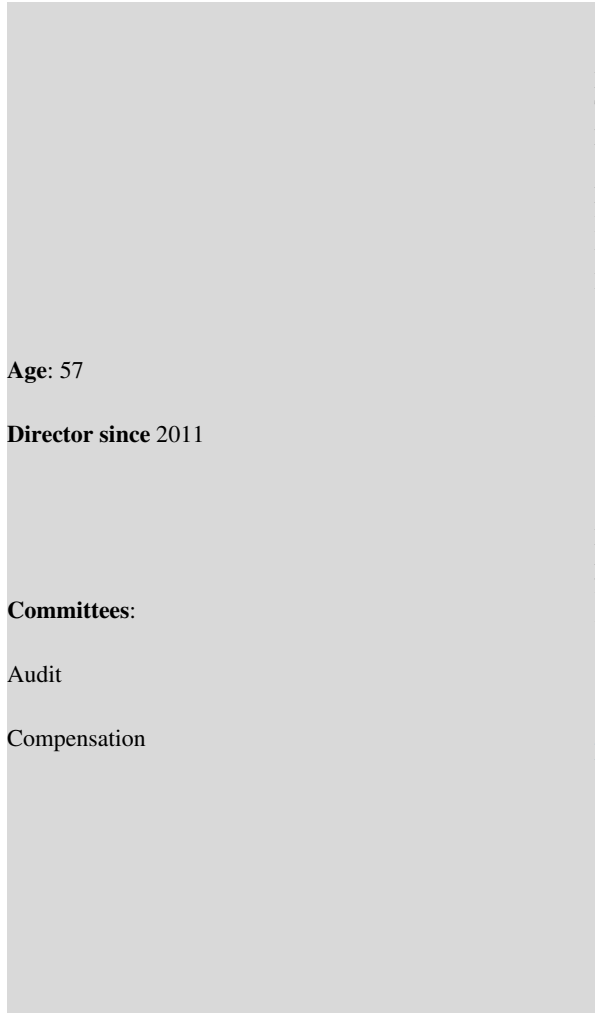 Age: 57
Director since 2011
Committees:
Audit
Compensation